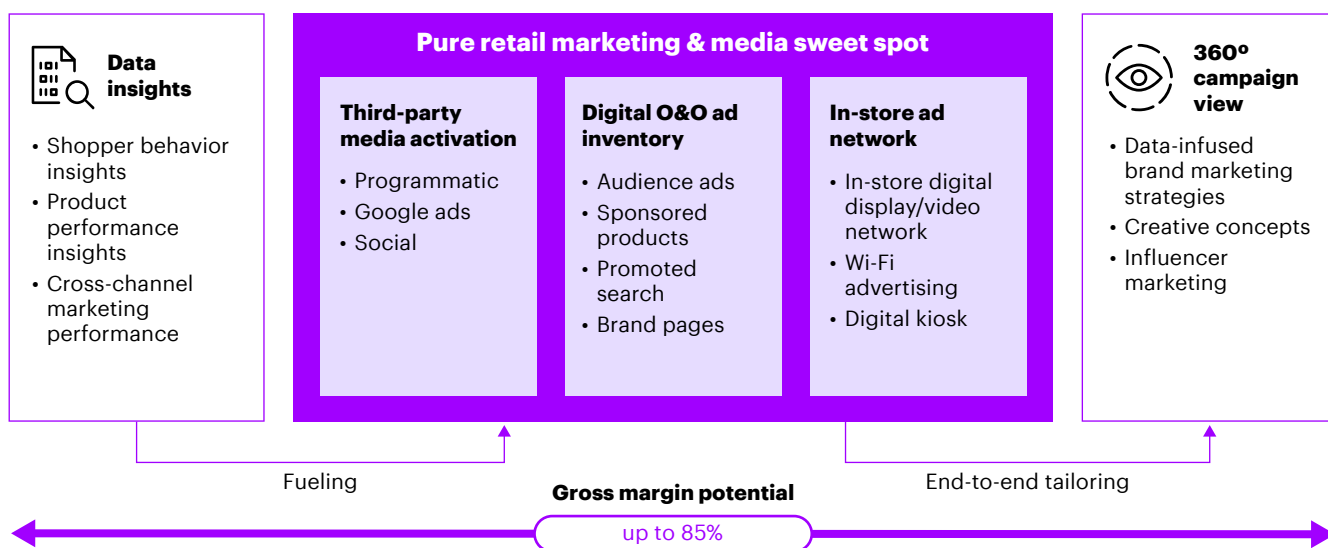 Data
insights
• Shopper behavior
insights
• Product
performance
insights
• Cross-channel
marketing
performance
Pure retail marketing & media sweet spot
Third-party
media activation
• Programmatic
• Google ads
• Social
Digital O&O ad
inventory
• Audience ads
• Sponsored
products
• Promoted
search
• Brand pages
In-store ad
network
• In-store digital
display/video
network
• Wi-Fi
advertising
• Digital kiosk
360º
campaign
view
• Data-infused
brand marketing
strategies
• Creative concepts
• Influencer
marketing
Fueling
End-to-end tailoring
Gross margin potential
up to 85%